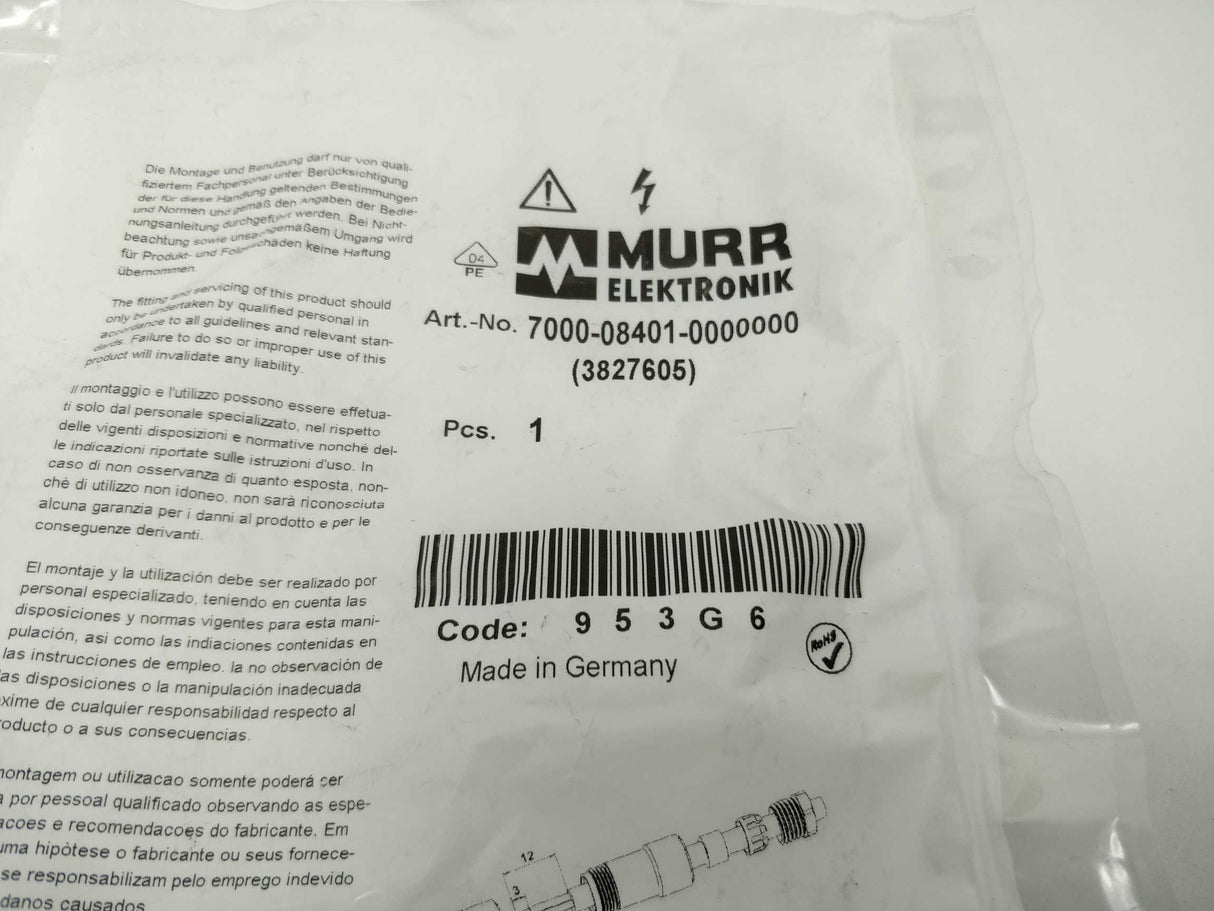 Die Montage und Benutzung darf nur von quali-
fiziertem Fachpersonal unter Berücksichtigung
der für diese Handung geltenden Bestimmungen
und Normen und gemäß den Angaben der Bedie-
nungsanleitung durchgeführt werden. Bei Nicht-
beachtung sowie unsachgemäßem Umgang wird
für Produkt- und Folgeschäden keine Haftung
übernommen.
The fitting and servicing of this product should
only be undertaken by qualified personal in
accordance to all guidelines and relevant stan-
dards. Failure to do so or improper use of this
product will invalidate any liability.
Il montaggio e l'utilizzo possono essere effetua-
ti solo dal personale specializzato, nel rispetto
delle vigenti disposizioni e normative nonché del-
le indicazioni riportate sulle istruzioni d'uso. In
caso di non osservanza di quanto esposta, non-
chè di utilizzo non idoneo, non sarà riconosciuta
alcuna garanzia per i danni al prodotto e per le
conseguenze derivanti.
El montaje y la utilización debe ser realizado por
personal especializado, teniendo en cuenta las
disposiciones y normas vigentes para esta mani-
pulación, asi como las indiaciones contenidas en
las instrucciones de empleo. la no observación de
as disposiciones o la manipulación inadecuada
xime de cualquier responsabilidad respecto al
roducto o a sus consecuencias.
montagem ou utilizacao somente poderá ser
a por pessoal qualificado observando as espe-
acoes e recomendacoes do fabricante. Em
uma hipòtese o fabricante ou seus fornece-
se responsabilizam pelo emprego indevido
danos causados.
04
PE
MURR
ELEKTRONIK
Art.-No. 7000-08401-0000000
(3827605)
Pcs. 1
Code: 953G6
Made in Germany
RoHS
12
3